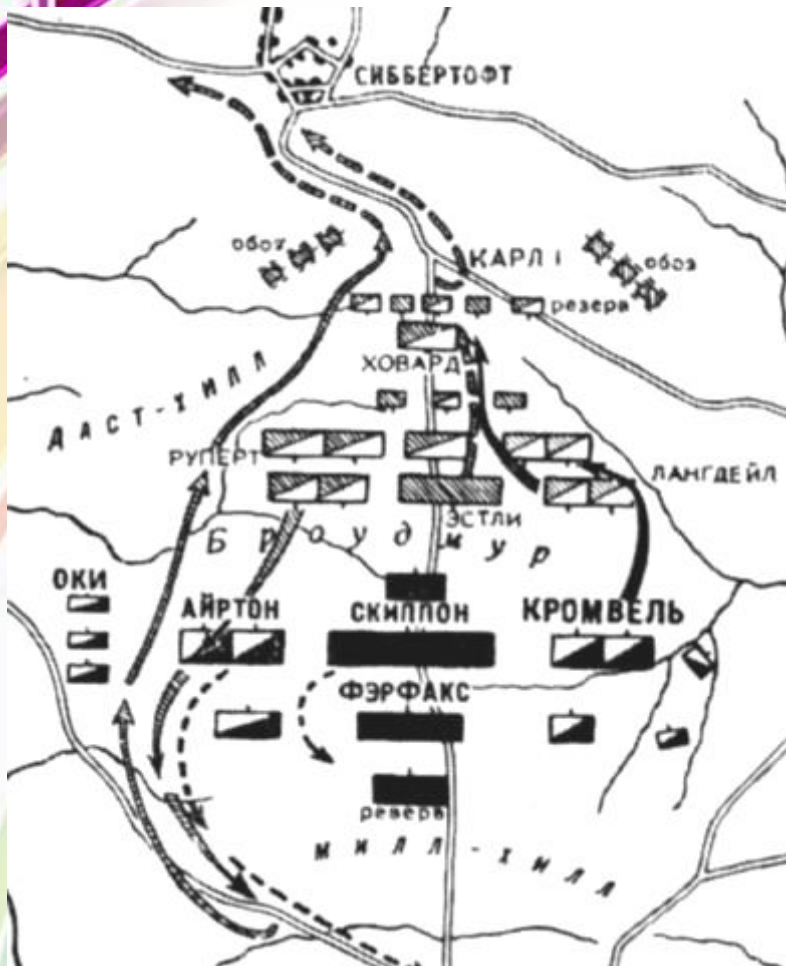 СИББЕРТОФТ
обоз
КАРЛ I
обоз
резерв
ХОВАРД
ДАСТ-ХИЛЛ
РУПЕРТ
ЛАНГДЕЙЛ
ЭСТЛИ
Броудмур
ОКИ
АЙРТОН
СКИППОН
КРОМВЕЛЬ
ФЭРФАКС
резерв
МИЛЛ-ХИЛЛ